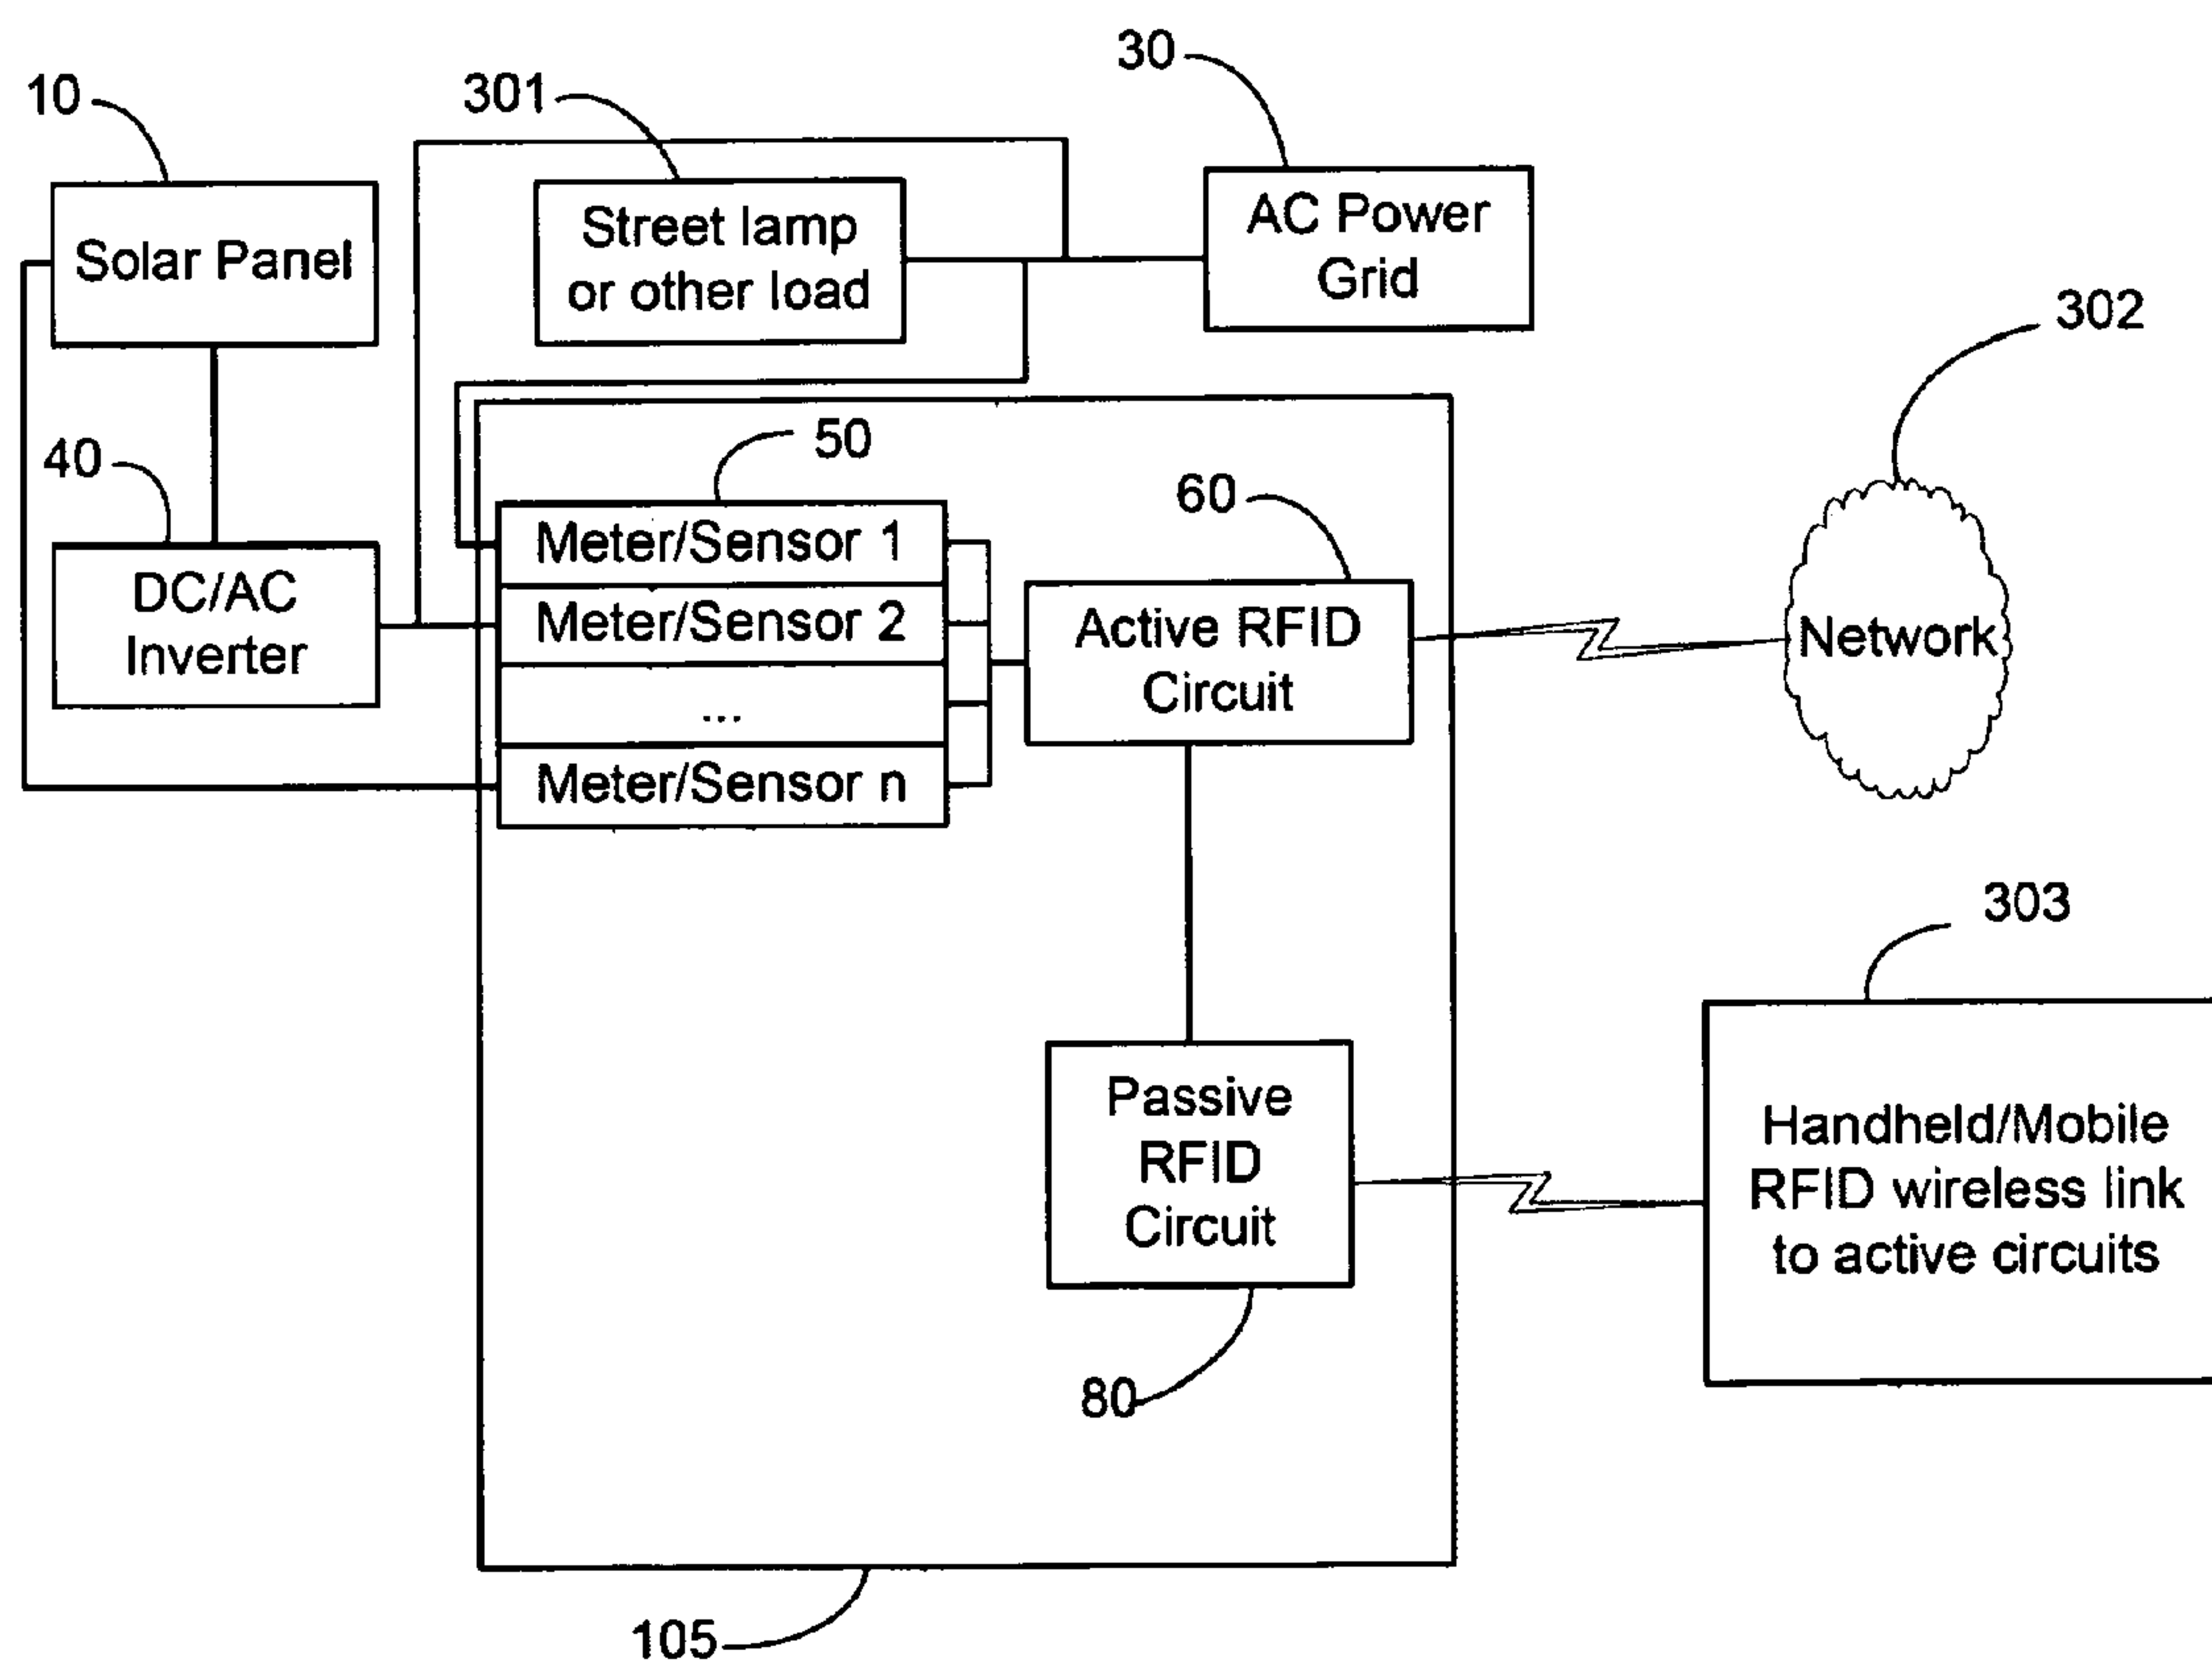 30
10
301
Solar Panel
Street lamp
or other load
AC Power
Grid
302
40
50
60
DC/AC
Inverter
Meter/Sensor 1
Meter/Sensor 2
...
Meter/Sensor n
Active RFID
Circuit
Network
303
Passive
RFID
Circuit
Handheld/Mobile
RFID wireless link
to active circuits
80
105